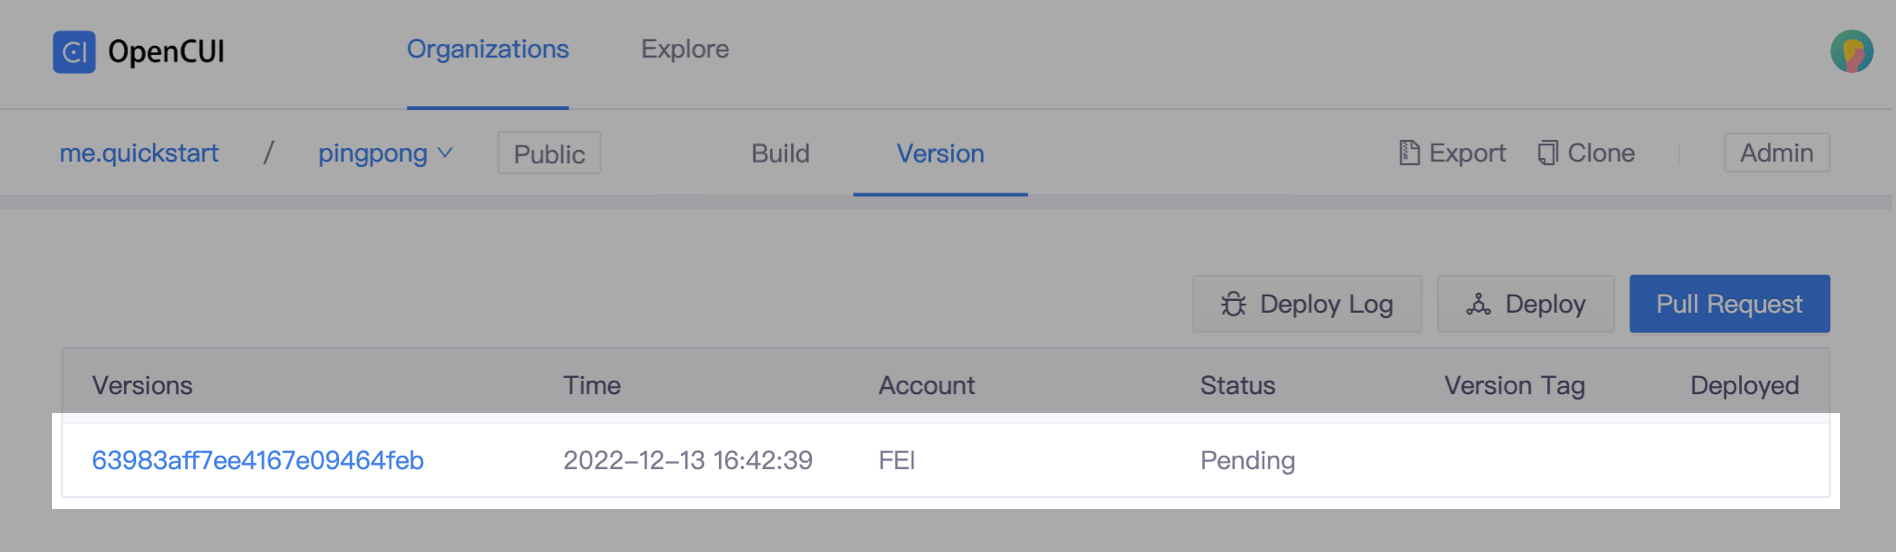 CI OpenCUI Organizations Explore
me.quickstart / pingpong Public Build Version Export Clone Admin
Deploy Log Deploy Pull Request
Versions Time Account Status Version Tag Deployed
63983aff7ee4167e09464feb 2022-12-13 16:42:39 FEI Pending